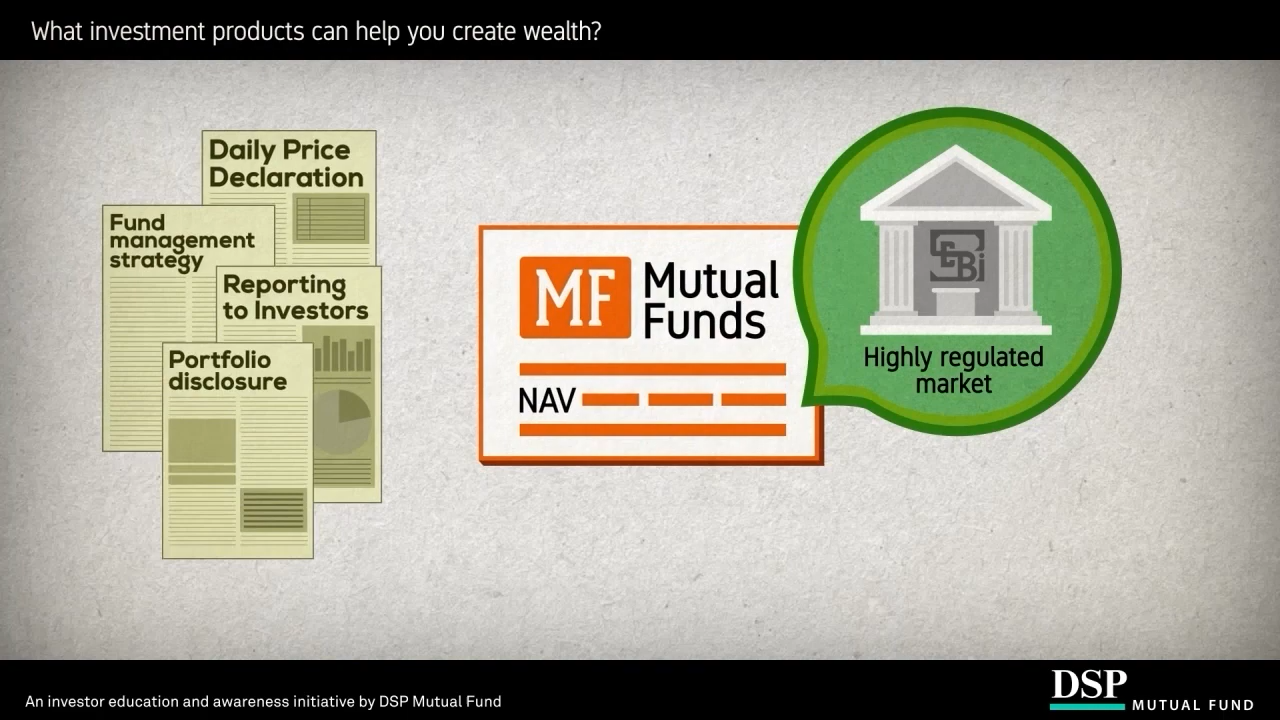 What investment products can help you create wealth?
Daily Price
Declaration
Fund
management
strategy
Reporting
to Investors
Portfolio
disclosure
MF
Mutual
Funds
NAV
SEBi
Highly regulated
market
An investor education and awareness initiative by DSP Mutual Fund
DSP
MUTUAL FUND